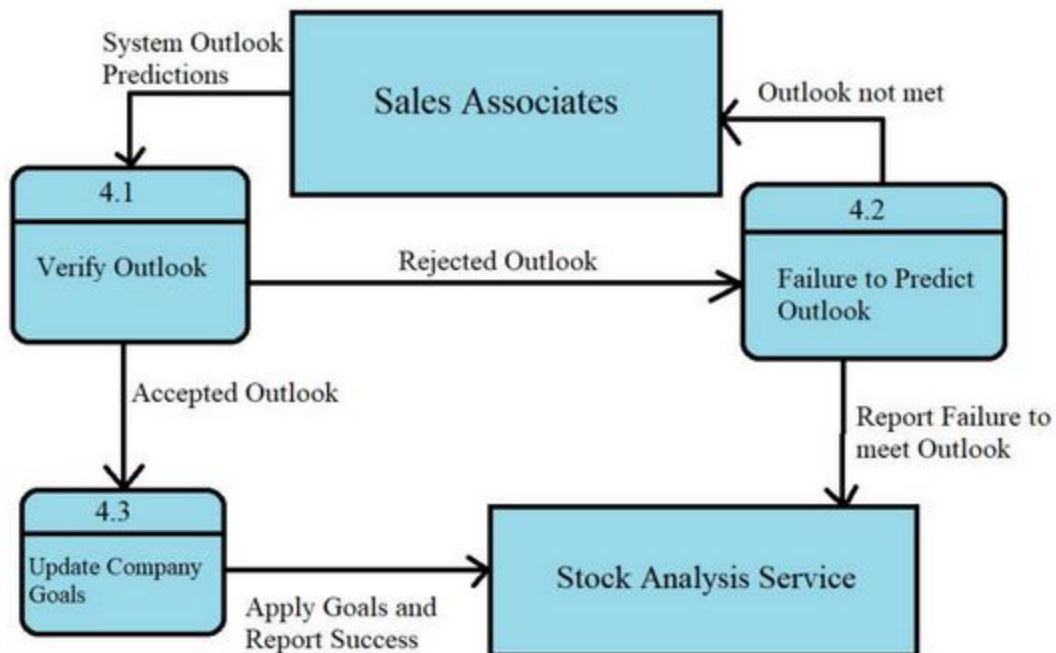 System Outlook
Predictions
Sales Associates
Outlook not met
4.1
Verify Outlook
4.2
Failure to Predict
Outlook
Rejected Outlook
Accepted Outlook
Report Failure to
meet Outlook
4.3
Update Company
Goals
Apply Goals and
Report Success
Stock Analysis Service